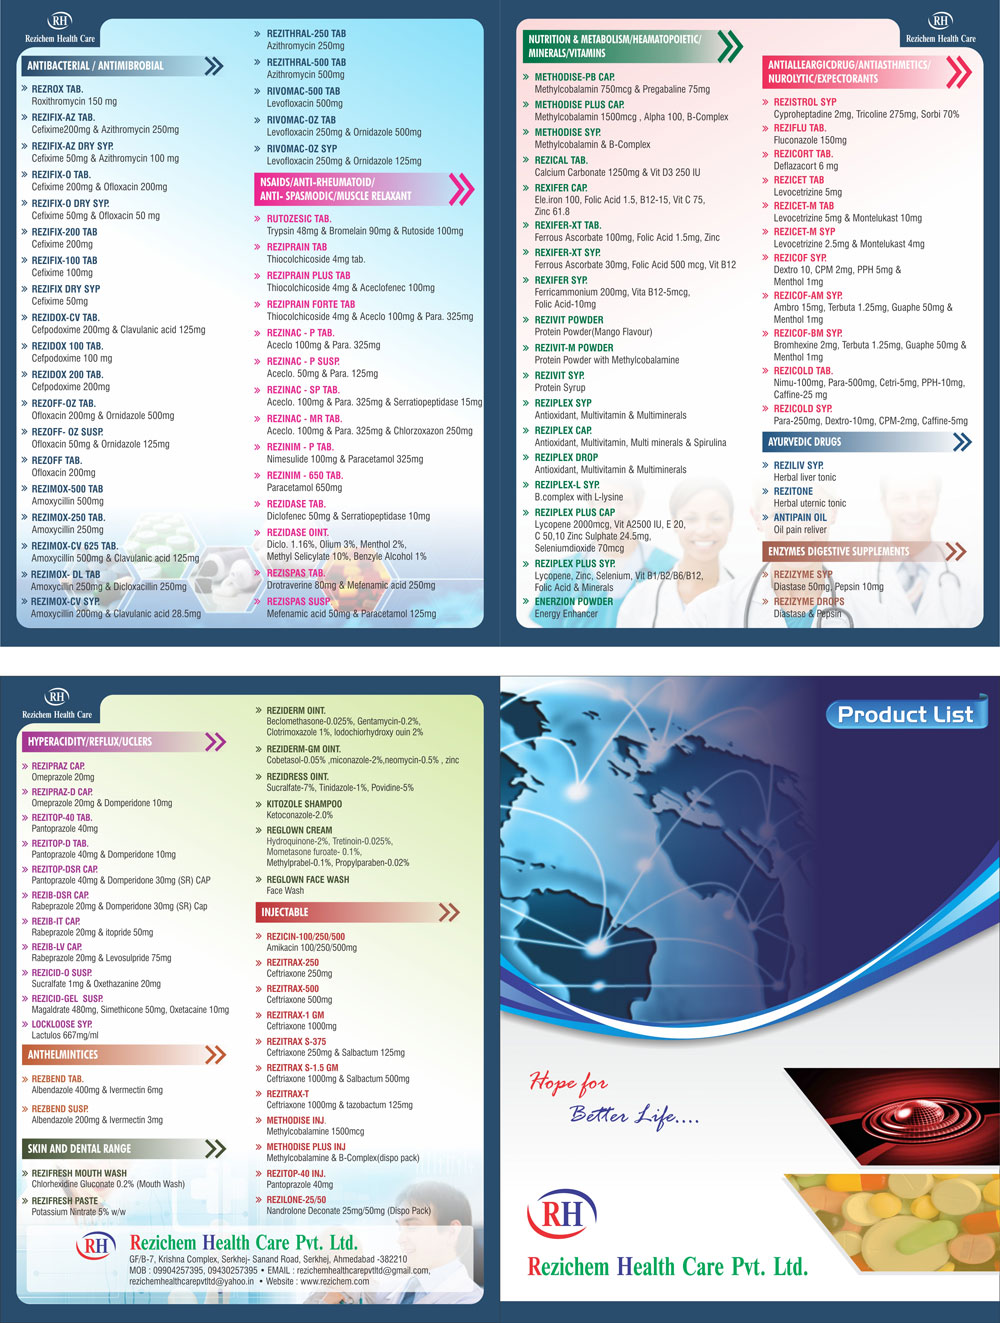 RH
Rezichem Health Care
ANTIBACTERIAL / ANTIMIBROBIAL
REZROX TAB.
Roxithromycin 150 mg
REZIFIX-AZ TAB.
Cefixime200mg & Azithromycin 250mg
REZIFIX-AZ DRY SYP.
Cefixime 50mg & Azithromycin 100 mg
REZIFIX-O TAB.
Cefixime 200mg & Ofloxacin 200mg
REZIFIX-O DRY SYP.
Cefixime 50mg & Ofloxacin 50 mg
REZIFIX-200 TAB
Cefixime 200mg
REZIFIX-100 TAB
Cefixime 100mg
REZIFIX DRY SYP
Cefixime 50mg
REZIDOX-CV TAB.
Cefpodoxime 200mg & Clavulanic acid 125mg
REZIDOX 100 TAB.
Cefpodoxime 100 mg
REZIDOX 200 TAB.
Cefpodoxime 200mg
REZOFF-OZ TAB.
Ofloxacin 200mg & Ornidazole 500mg
REZOFF- OZ SUSP.
Ofloxacin 50mg & Ornidazole 125mg
REZOFF TAB.
Ofloxacin 200mg
REZIMOX-500 TAB
Amoxycillin 500mg
REZIMOX-250 TAB.
Amoxycillin 250mg
REZIMOX-CV 625 TAB.
Amoxycillin 500mg & Clavulanic acid 125mg
REZIMOX- DL TAB
Amoxycillin 250mg & Dicloxacillin 250mg
REZIMOX-CV SYP.
Amoxycillin 200mg & Clavulanic acid 28.5mg
REZITHRAL-250 TAB
Azithromycin 250mg
REZITHRAL-500 TAB
Azithromycin 500mg
RIVOMAC-500 TAB
Levofloxacin 500mg
RIVOMAC-OZ TAB
Levofloxacin 250mg & Ornidazole 500mg
RIVOMAC-OZ SYP
Levofloxacin 250mg & Ornidazole 125mg
NSAIDS/ANTI-RHEUMATOID/
ANTI- SPASMODIC/MUSCLE RELAXANT
RUTOZESIC TAB.
Trypsin 48mg & Bromelain 90mg & Rutoside 100mg
REZIPRAIN TAB
Thiocolchicoside 4mg tab.
REZIPRAIN PLUS TAB
Thiocolchicoside 4mg & Aceclofenec 100mg
REZIPRAIN FORTE TAB
Thiocolchicoside 4mg & Aceclo 100mg & Para. 325mg
REZINAC - P TAB.
Aceclo 100mg & Para. 325mg
REZINAC - P SUSP.
Aceclo. 50mg & Para. 125mg
REZINAC - SP TAB.
Aceclo. 100mg & Para. 325mg & Serratiopeptidase 15mg
REZINAC - MR TAB.
Aceclo. 100mg & Para. 325mg & Chlorzoxazon 250mg
REZINIM - P TAB.
Nimesulide 100mg & Paracetamol 325mg
REZINIM - 650 TAB.
Paracetamol 650mg
REZIDASE TAB.
Diclofenec 50mg & Serratiopeptidase 10mg
REZIDASE OINT.
Diclo. 1.16%, Olium 3%, Menthol 2%,
Methyl Selicylate 10%, Benzyle Alcohol 1%
REZISPAS TAB.
Drotraverine 80mg & Mefenamic acid 250mg
REZISPAS SUSP.
Mefenamic acid 50mg & Paracetamol 125mg
NUTRITION & METABOLISM/HEAMATOPOIETIC/
MINERALS/VITAMINS
METHODISE-PB CAP.
Methylcobalamin 750mcg & Pregabaline 75mg
METHODISE PLUS CAP.
Methylcobalamin 1500mcg , Alpha 100, B-Complex
METHODISE SYP.
Methylcobalamin & B-Complex
REZICAL TAB.
Calcium Carbonate 1250mg & Vit D3 250 IU
REXIFER CAP.
Ele.iron 100, Folic Acid 1.5, B12-15, Vit C 75,
Zinc 61.8
REXIFER-XT TAB.
Ferrous Ascorbate 100mg, Folic Acid 1.5mg, Zinc
REXIFER-XT SYP.
Ferrous Ascorbate 30mg, Folic Acid 500 mcg, Vit B12
REXIFER SYP.
Ferricammonium 200mg, Vita B12-5mcg,
Folic Acid-10mg
REZIVIT POWDER
Protein Powder(Mango Flavour)
REZIVIT-M POWDER
Protein Powder with Methylcobalamine
REZIVIT SYP.
Protein Syrup
REZIPLEX SYP
Antioxidant, Multivitamin & Multiminerals
REZIPLEX CAP.
Antioxidant, Multivitamin, Multi minerals & Spirulina
REZIPLEX DROP
Antioxidant, Multivitamin & Multiminerals
REZIPLEX-L SYP.
B.complex with L-lysine
REZIPLEX PLUS CAP
Lycopene 2000mcg, Vit A2500 IU, E 20,
C 50,10 Zinc Sulphate 24.5mg,
Seleniumdioxide 70mcg
REZIPLEX PLUS SYP.
Lycopene, Zinc, Selenium, Vit B1/B2/B6/B12,
Folic Acid & Minerals
ENERZION POWDER
Energy Enhancer
RH
Rezichem Health Care
ANTIALLEARGICDRUG/ANTIASTHMETICS/
NUROLYTIC/EXPECTORANTS
REZISTROL SYP
Cyproheptadine 2mg, Tricoline 275mg, Sorbi 70%
REZIFLU TAB.
Fluconazole 150mg
REZICORT TAB.
Deflazacort 6 mg
REZICET TAB
Levocetrizine 5mg
REZICET-M TAB
Levocetrizine 5mg & Montelukast 10mg
REZICET-M SYP
Levocetrizine 2.5mg & Montelukast 4mg
REZICOF SYP.
Dextro 10, CPM 2mg, PPH 5mg &
Menthol 1mg
REZICOF-AM SYP.
Ambro 15mg, Terbuta 1.25mg, Guaphe 50mg &
Menthol 1mg
REZICOF-BM SYP.
Bromhexine 2mg, Terbuta 1.25mg, Guaphe 50mg &
Menthol 1mg
REZICOLD TAB.
Nimu-100mg, Para-500mg, Cetri-5mg, PPH-10mg,
Caffine-25 mg
REZICOLD SYP.
Para-250mg, Dextro-10mg, CPM-2mg, Caffine-5mg
AYURVEDIC DRUGS
REZILIV SYP.
Herbal liver tonic
REZITONE
Herbal uternic tonic
ANTIPAIN OIL
Oil pain reliver
ENZYMES DIGESTIVE SUPPLEMENTS
REZIZYME SYP
Diastase 50mg, Pepsin 10mg
REZIZYME DROPS
Diastase & Pepsin
RH
Rezichem Health Care
HYPERACIDITY/REFLUX/UCLERS
REZIPRAZ CAP.
Omeprazole 20mg
REZIPRAZ-D CAP.
Omeprazole 20mg & Domperidone 10mg
REZITOP-40 TAB.
Pantoprazole 40mg
REZITOP-D TAB.
Pantoprazole 40mg & Domperidone 10mg
REZITOP-DSR CAP.
Pantoprazole 40mg & Domperidone 30mg (SR) CAP
REZIB-DSR CAP.
Rabeprazole 20mg & Domperidone 30mg (SR) Cap
REZIB-IT CAP.
Rabeprazole 20mg & itopride 50mg
REZIB-LV CAP.
Rabeprazole 20mg & Levosulpride 75mg
REZICID-O SUSP.
Sucralfate 1mg & Oxethazanine 20mg
REZICID-GEL SUSP.
Magaldrate 480mg, Simethicone 50mg, Oxetacaine 10mg
LOCKLOOSE SYP.
Lactulos 667mg/ml
ANTHELMINTICES
REZBEND TAB.
Albendazole 400mg & Ivermectin 6mg
REZBEND SUSP.
Albendazole 200mg & Ivermectin 3mg
SKIN AND DENTAL RANGE
REZIFRESH MOUTH WASH
Chlorhexidine Gluconate 0.2% (Mouth Wash)
REZIFRESH PASTE
Potassium Nintrate 5% w/w
REZIDERM OINT.
Beclomethasone-0.025%, Gentamycin-0.2%,
Clotrimoxazole 1%, Iodochiorhydroxy ouin 2%
REZIDERM-GM OINT.
Cobetasol-0.05% ,miconazole-2%,neomycin-0.5% , zinc
REZIDRESS OINT.
Sucralfate-7%, Tinidazole-1%, Povidine-5%
KITOZOLE SHAMPOO
Ketoconazole-2.0%
REGLOWN CREAM
Hydroquinone-2%, Tretinoin-0.025%,
Mometasone furoate- 0.1%,
Methylprabel-0.1%, Propylparaben-0.02%
REGLOWN FACE WASH
Face Wash
INJECTABLE
REZICIN-100/250/500
Amikacin 100/250/500mg
REZITRAX-250
Ceftriaxone 250mg
REZITRAX-500
Ceftriaxone 500mg
REZITRAX-1 GM
Ceftriaxone 1000mg
REZITRAX S-375
Ceftriaxone 250mg & Salbactum 125mg
REZITRAX S-1.5 GM
Ceftriaxone 1000mg & Salbactum 500mg
REZITRAX-T
Ceftriaxone 1000mg & tazobactum 125mg
METHODISE INJ.
Methylcobalamine 1500mcg
METHODISE PLUS INJ
Methylcobalamine & B-Complex(dispo pack)
REZITOP-40 INJ.
Pantoprazole 40mg
REZILONE-25/50
Nandrolone Deconate 25mg/50mg (Dispo Pack)
RH
Rezichem Health Care Pvt. Ltd.
GF/B-7, Krishna Complex, Serkhej- Sanand Road, Serkhej, Ahmedabad -382210
MOB : 09904257395, 09430257395 • EMAIL : rezichemhealthcarepvtltd@gmail.com,
rezichemhealthcarepvtltd@yahoo.in • Website : www.rezichem.com
Product List
Hope for
Better Life....
RH
Rezichem Health Care Pvt. Ltd.